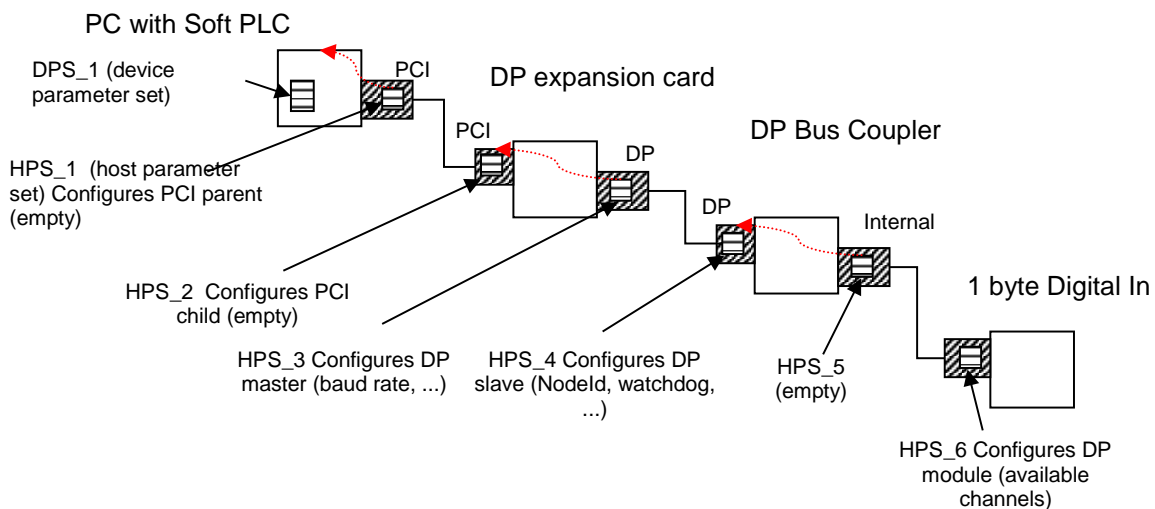 PC with Soft PLC
DPS_1 (device
parameter set)
PCI
DP expansion card
HPS_1  (host parameter
set) Configures PCI parent
(empty)
PCI
DP
DP Bus Coupler
HPS_2  Configures PCI
child (empty)
DP
Internal
1 byte Digital In
HPS_3 Configures DP
master (baud rate, ...)
HPS_4 Configures DP
slave (NodeId, watchdog,
...)
HPS_5
(empty)
HPS_6 Configures DP
module (available
channels)